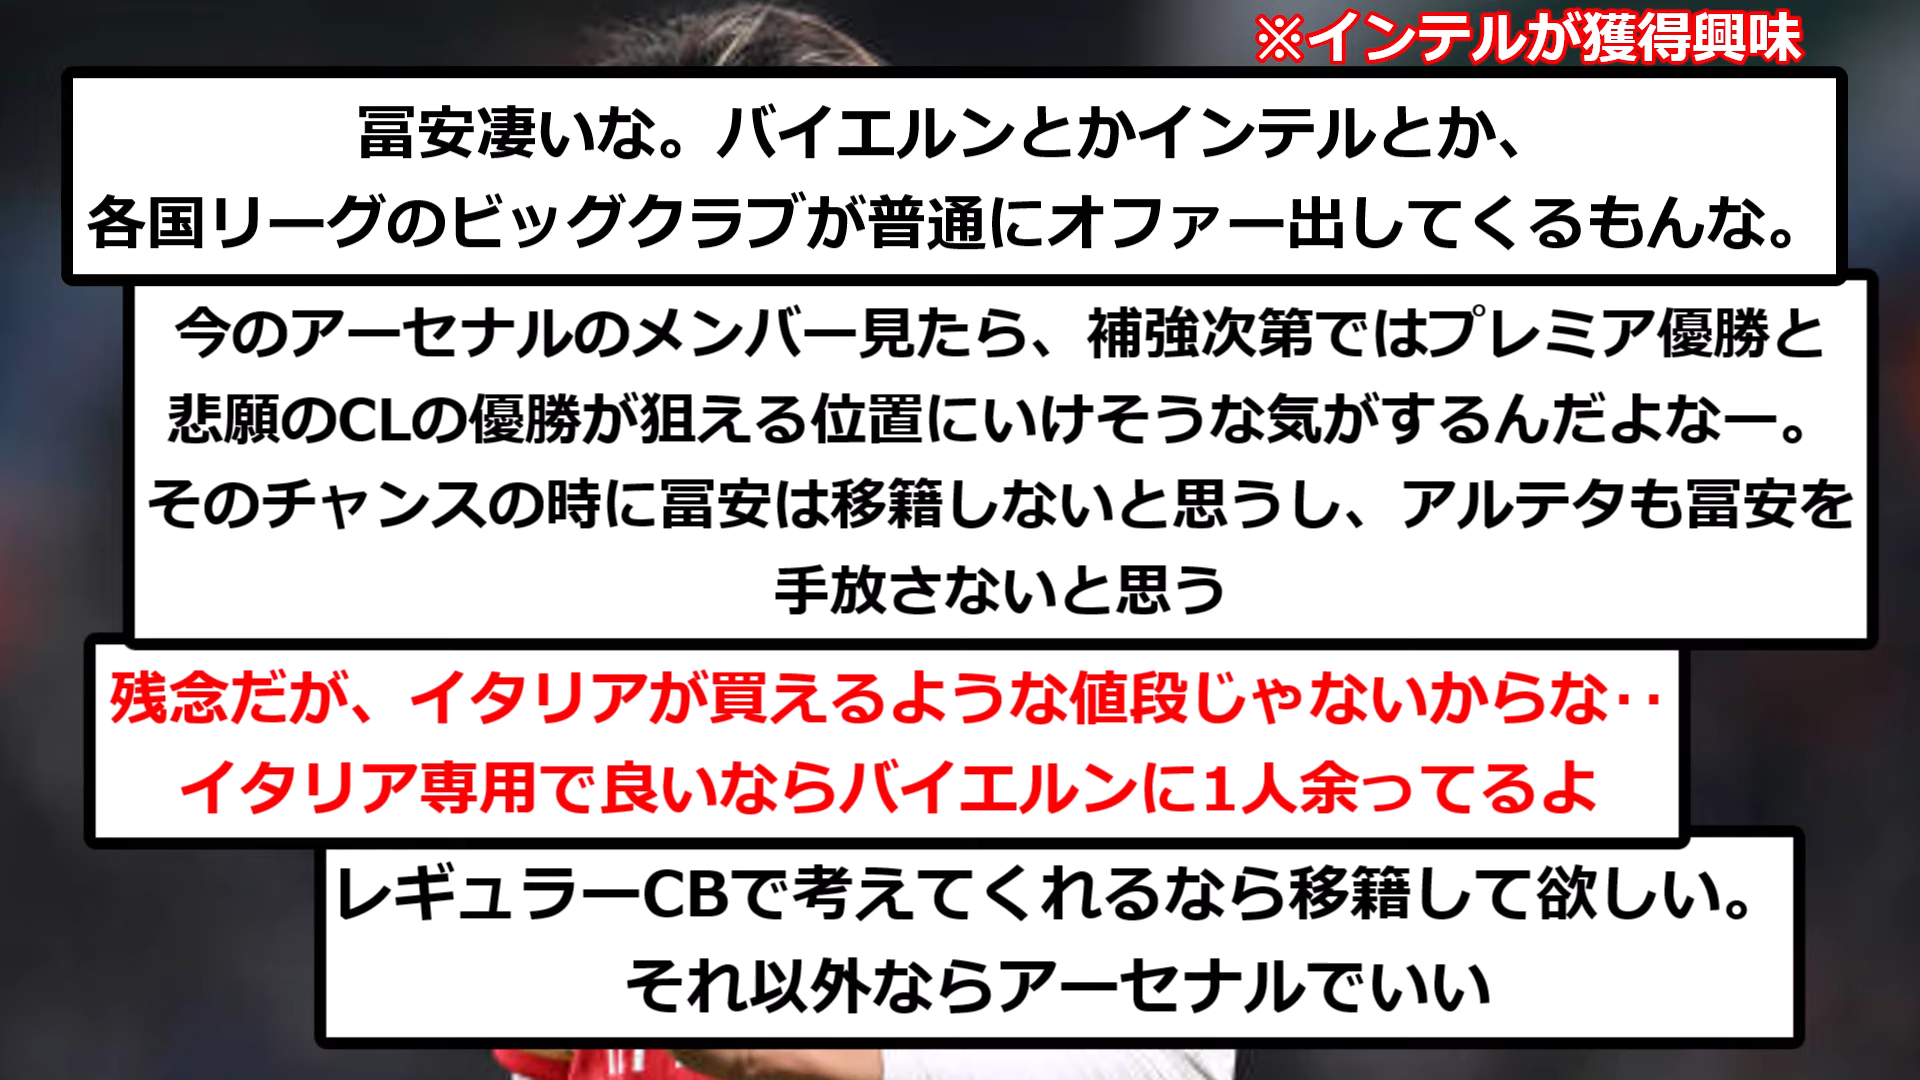 ※インテルが獲得興味
冨安凄いな。バイエルンとかインテルとか、
各国リーグのビッグクラブが普通にオファー出してくるもんな。
今のアーセナルのメンバー見たら、補強次第ではプレミア優勝と
悲願のCLの優勝が狙える位置にいけそうな気がするんだよなー。
そのチャンスの時に冨安は移籍しないと思うし、アルテタも冨安を
手放さないと思う
残念だが、イタリアが買えるような値段じゃないからな‥
イタリア専用で良いならバイエルンに1人余ってるよ
レギュラーCBで考えてくれるなら移籍して欲しい。
それ以外ならアーセナルでいい